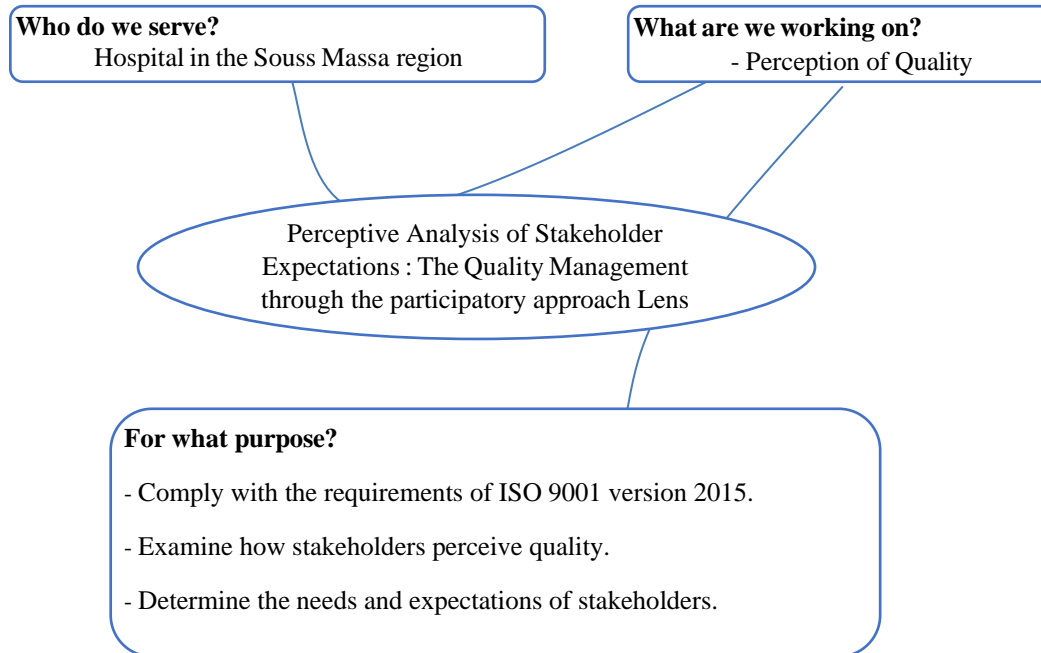 Who do we serve?
Hospital in the Souss Massa region
What are we working on?
- Perception of Quality
Perceptive Analysis of Stakeholder
Expectations : The Quality Management
through the participatory approach Lens
For what purpose?
- Comply with the requirements of ISO 9001 version 2015.
- Examine how stakeholders perceive quality.
- Determine the needs and expectations of stakeholders.